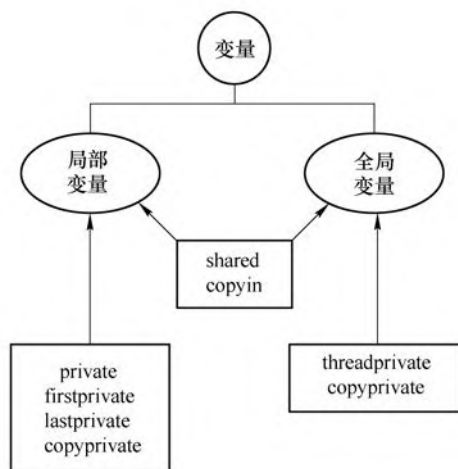 变量
局部
变量
全局
变量
shared
copyin
private
firstprivate
lastprivate
copyprivate
threadprivate
copyprivate